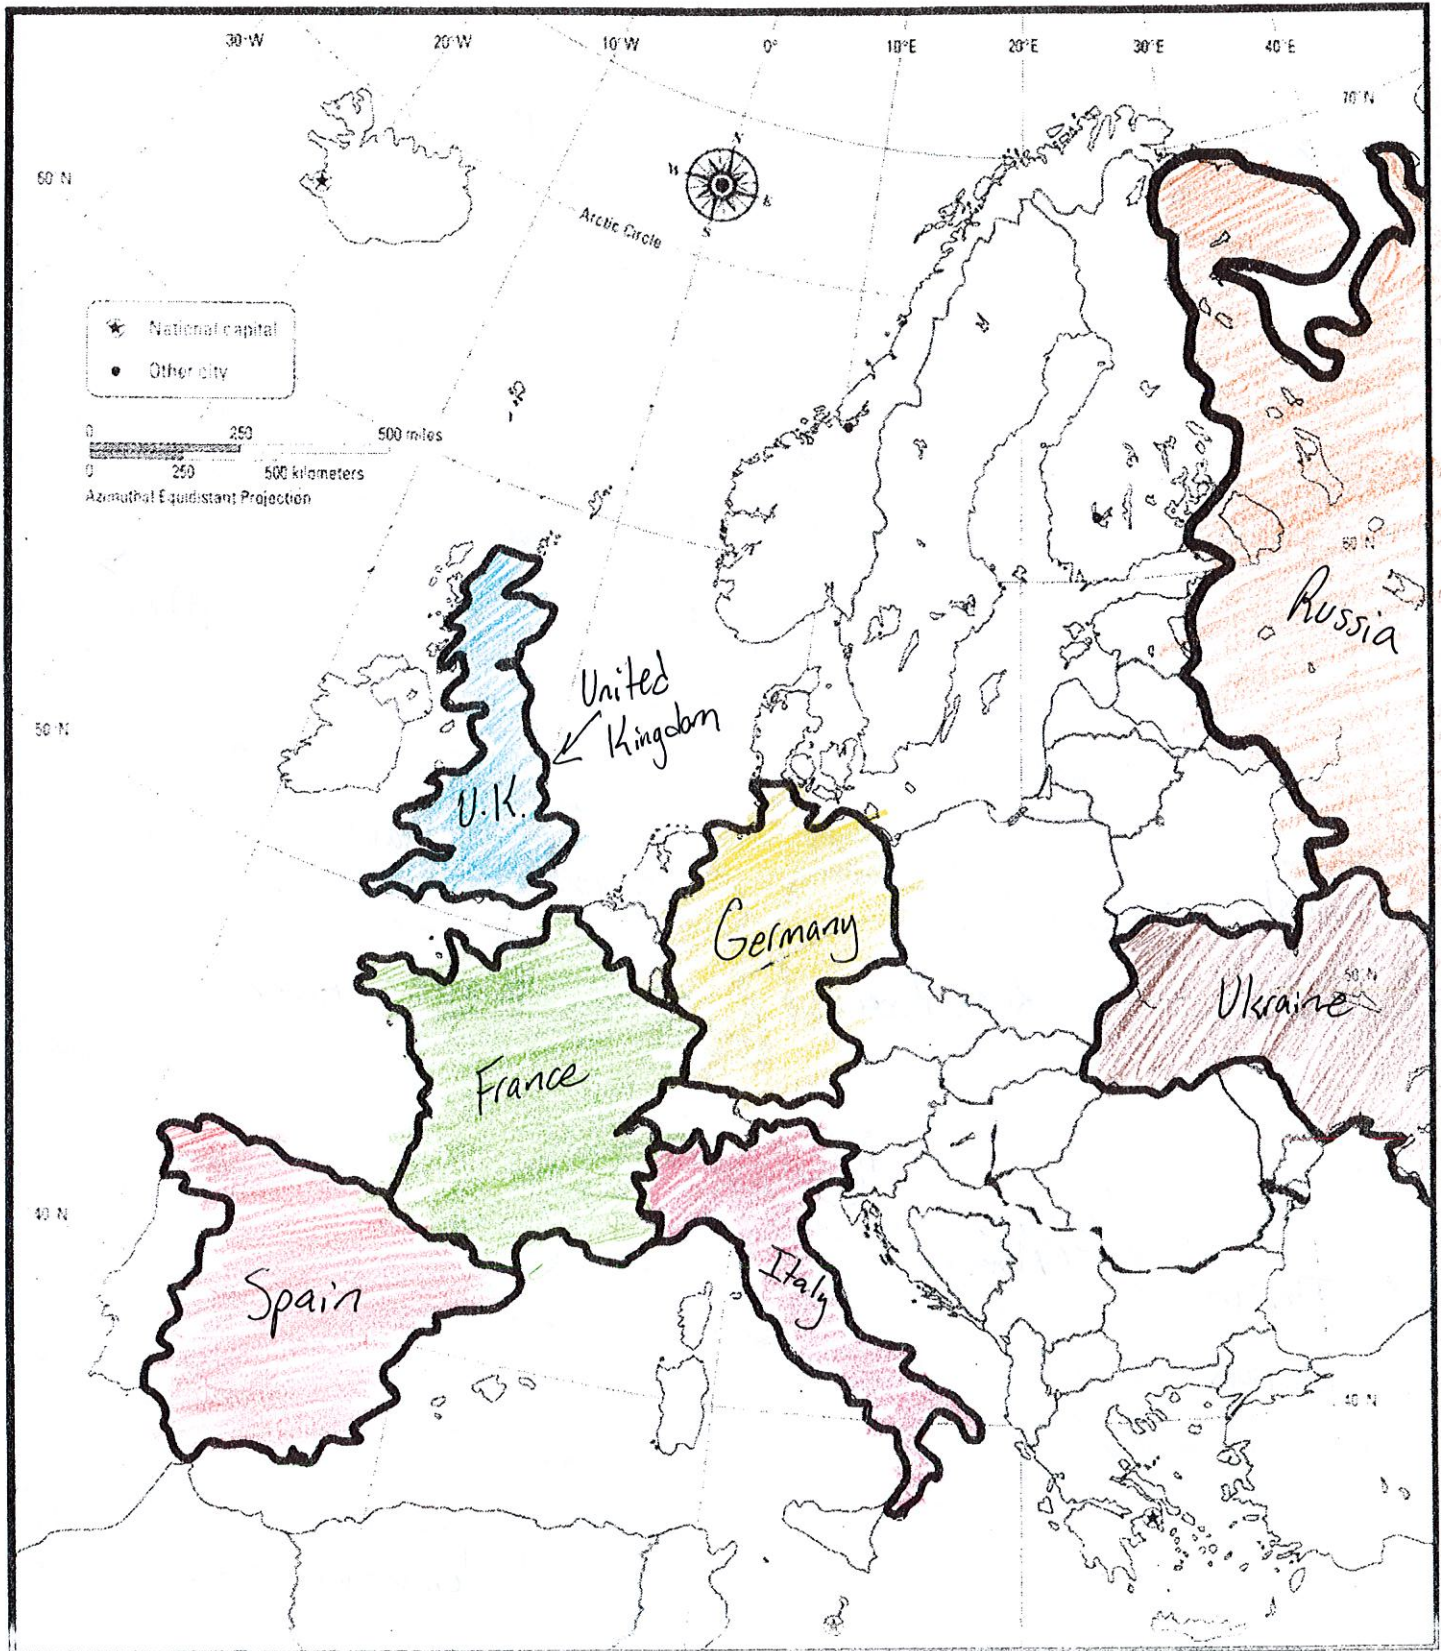 30°W 20°W 10°W 0° 10°E 20°E 30°E 40°E
70°N
N
W E
S
60°N
Arctic Circle
National capital
Other city
0 250 500 miles
0 250 500 kilometers
Azimuthal Equidistant Projection
60°N
Russia
United
Kingdom
50°N
U.K.
Germany
50°N
Ukraine
France
40°N
Spain
Italy
40°N